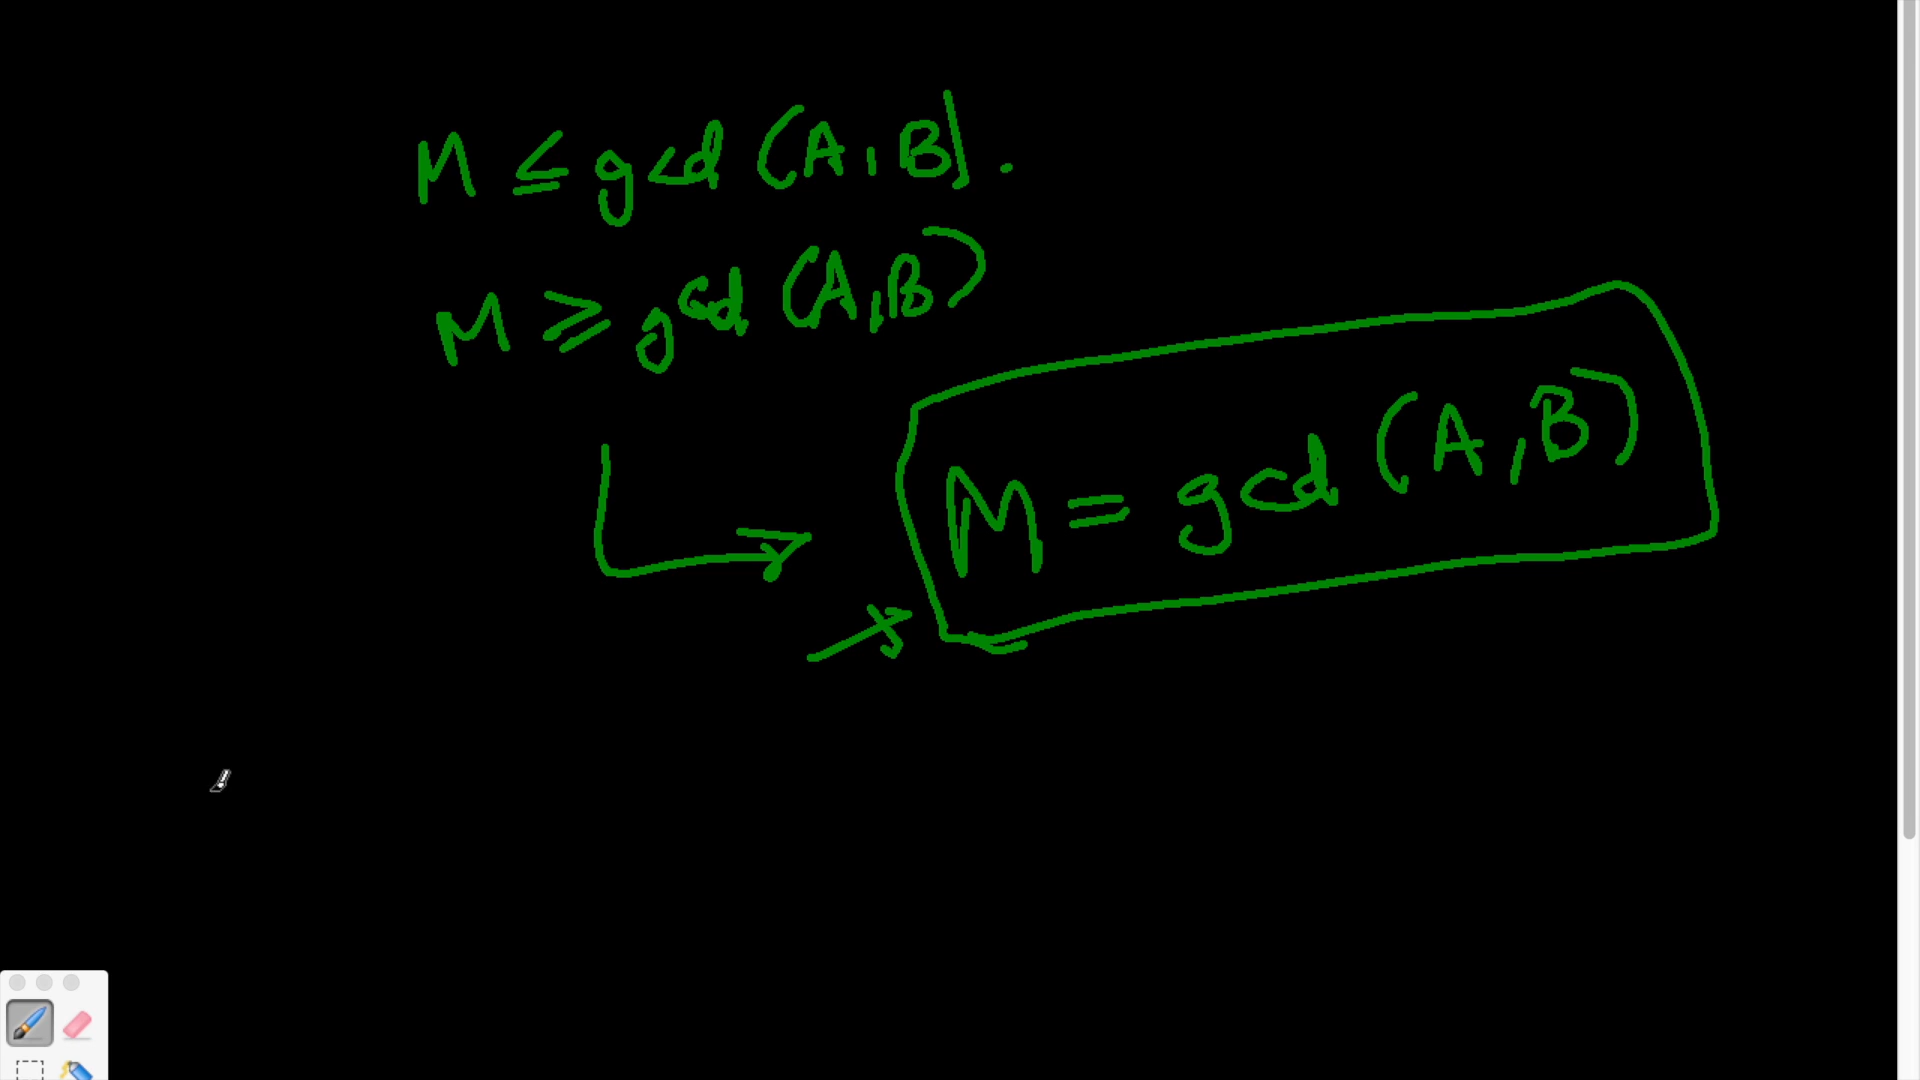 M ≤ gcd (A, B).
M ≥ gcd (A, B)
M = gcd (A, B)